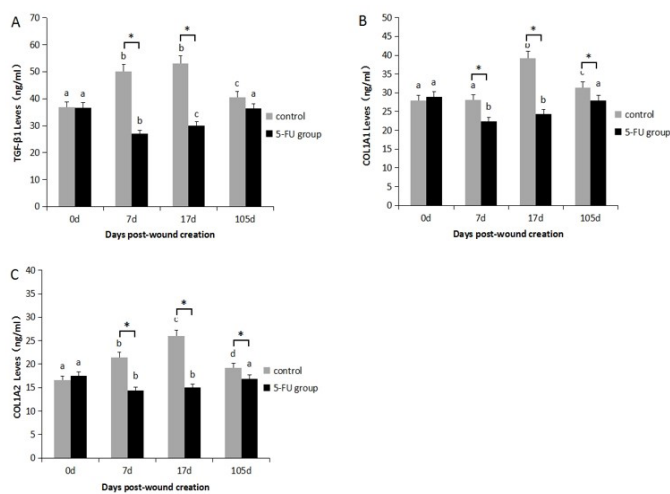 A
TGF-β1 Leves (ng/ml)
70
60
50
40
30
20
10
0
a a b * b b * c c a
0d 7d 17d 105d
Days post-wound creation
control
5-FU group
B
COL1A1 Leves (ng/ml)
50
45
40
35
30
25
20
15
10
5
0
a a a * b * b * a
0d 7d 17d 105d
Days post-wound creation
control
5-FU group
C
COL1A2 Leves (ng/ml)
40
35
30
25
20
15
10
5
0
a a b * b * b d * a
0d 7d 17d 105d
Days post-wound creation
control
5-FU group